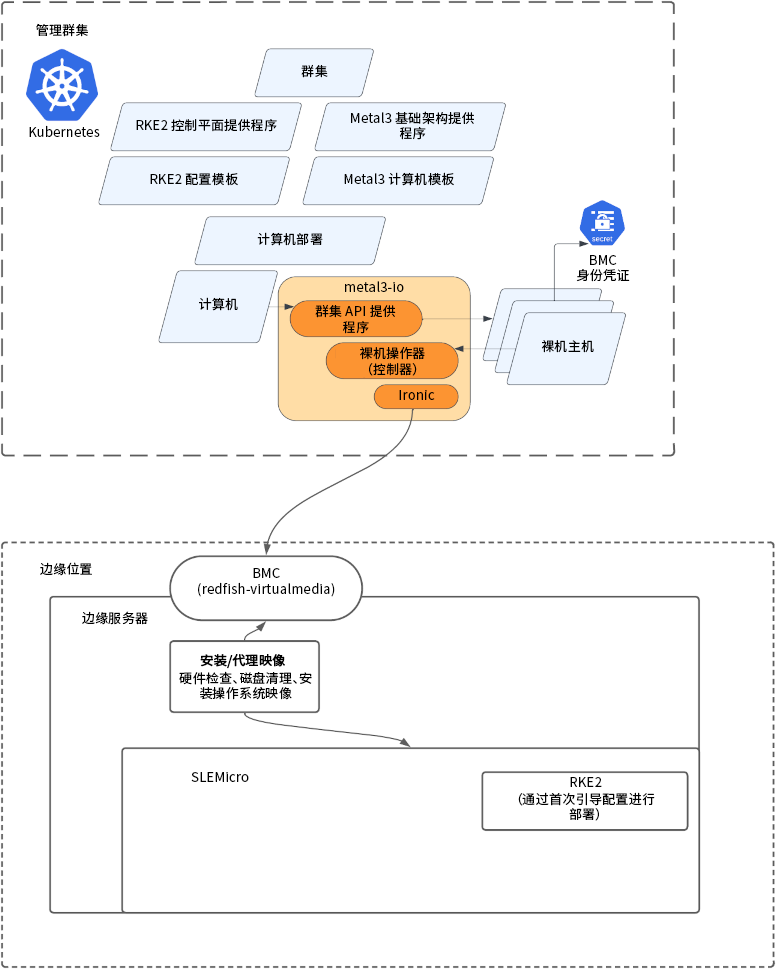 管理群集
Kubernetes
群集
RKE2 控制平面提供程序
Metal3 基础架构提供
程序
RKE2 配置模板
Metal3 计算机模板
计算机部署
secret
BMC
身份凭证
计算机
metal3-io
群集 API 提供
程序
裸机操作器
（控制器）
Ironic
裸机主机
边缘位置
BMC
(redfish-virtualmedia)
边缘服务器
安装/代理映像
硬件检查、磁盘清理、安
装操作系统映像
SLEMicro
RKE2
（通过首次引导配置进行
部署）